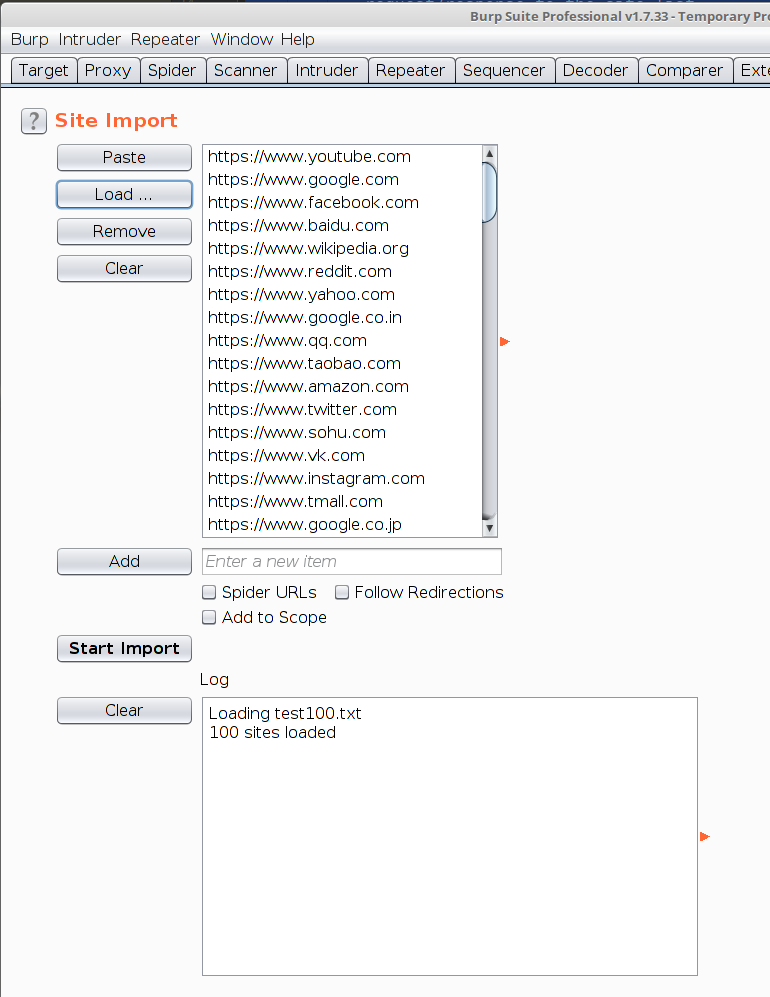 Burp Suite Professional v1.7.33 - Temporary Pro
Burp Intruder Repeater Window Help
Target Proxy Spider Scanner Intruder Repeater Sequencer Decoder Comparer Exte
? Site Import
Paste
Load ...
Remove
Clear
https://www.youtube.com
https://www.google.com
https://www.facebook.com
https://www.baidu.com
https://www.wikipedia.org
https://www.reddit.com
https://www.yahoo.com
https://www.google.co.in
https://www.qq.com
https://www.taobao.com
https://www.amazon.com
https://www.twitter.com
https://www.sohu.com
https://www.vk.com
https://www.instagram.com
https://www.tmall.com
https://www.google.co.jp
Add
Enter a new item
Spider URLs Follow Redirections
Add to Scope
Start Import
Log
Clear
Loading test100.txt
100 sites loaded